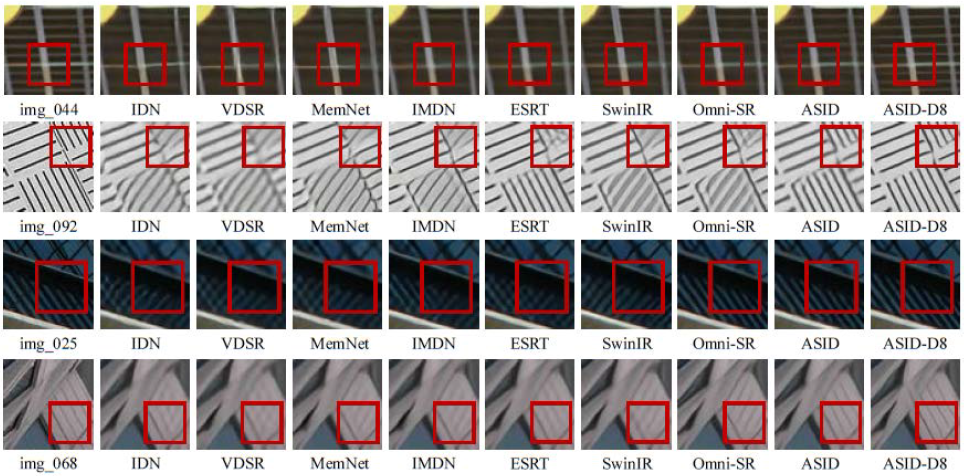 img_044 IDN VDSR MemNet IMDN ESRT SwinIR Omni-SR ASID ASID-D8
img_092 IDN VDSR MemNet IMDN ESRT SwinIR Omni-SR ASID ASID-D8
img_025 IDN VDSR MemNet IMDN ESRT SwinIR Omni-SR ASID ASID-D8
img_068 IDN VDSR MemNet IMDN ESRT SwinIR Omni-SR ASID ASID-D8